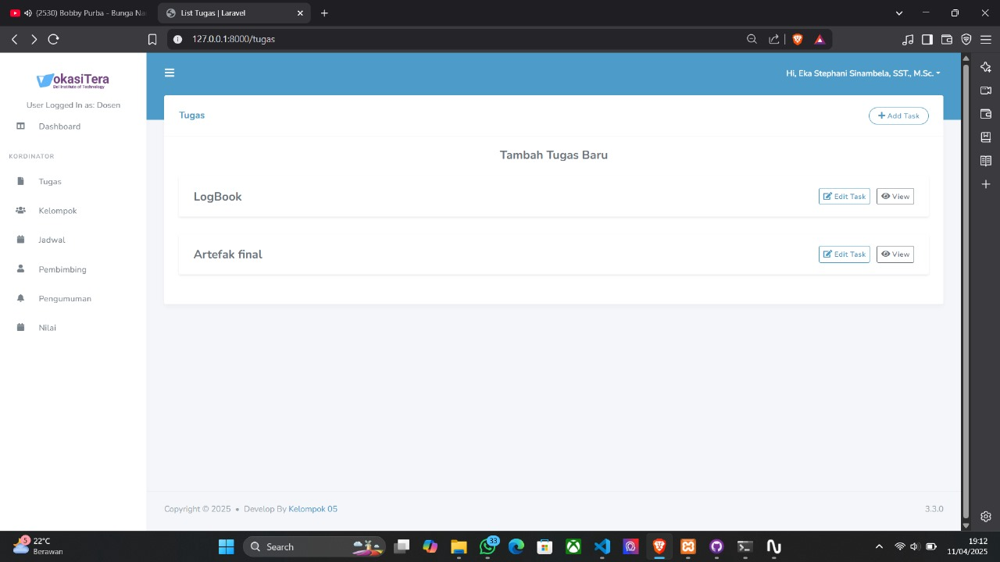 (2530) Bobby Purba - Bunga Na
List Tugas | Laravel
127.0.0.1:8000/tugas
okasiTera
Del Institute of Technology
User Logged In as: Dosen
Dashboard
KORDINATOR
Tugas
Kelompok
Jadwal
Pembimbing
Pengumuman
Nilai
Hi, Eka Stephani Sinambela, SST., M.Sc.
Tugas
Add Task
Tambah Tugas Baru
LogBook
Edit Task
View
Artefak final
Edit Task
View
Copyright © 2025 • Develop By Kelompok 05
3.3.0
5
22°C
Berawan
Search
33
19:12
11/04/2025